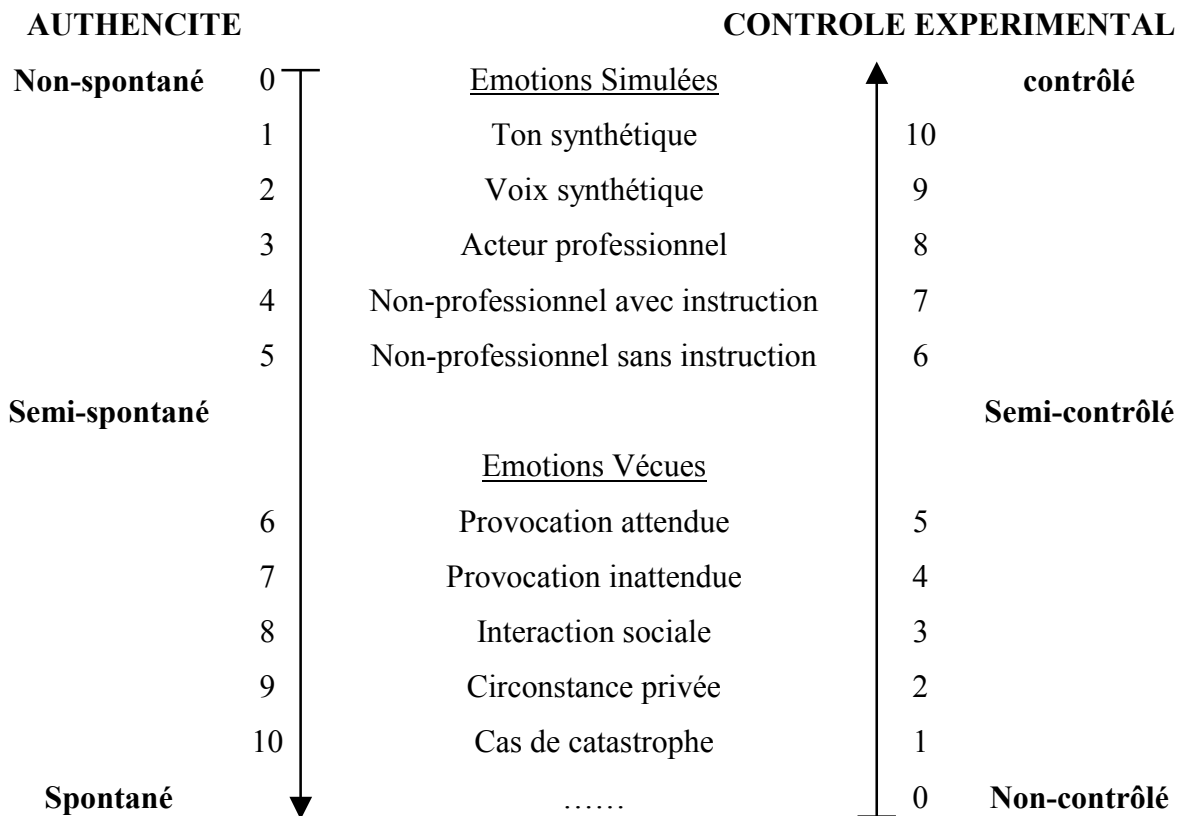 AUTHENCITE CONTROLE EXPERIMENTAL
Non-spontané 0 Emotions Simulées contrôlé
1 Ton synthétique 10
2 Voix synthétique 9
3 Acteur professionnel 8
4 Non-professionnel avec instruction 7
5 Non-professionnel sans instruction 6
Semi-spontané Semi-contrôlé
Emotions Vécues
6 Provocation attendue 5
7 Provocation inattendue 4
8 Interaction sociale 3
9 Circonstance privée 2
10 Cas de catastrophe 1
Spontané …… 0 Non-contrôlé